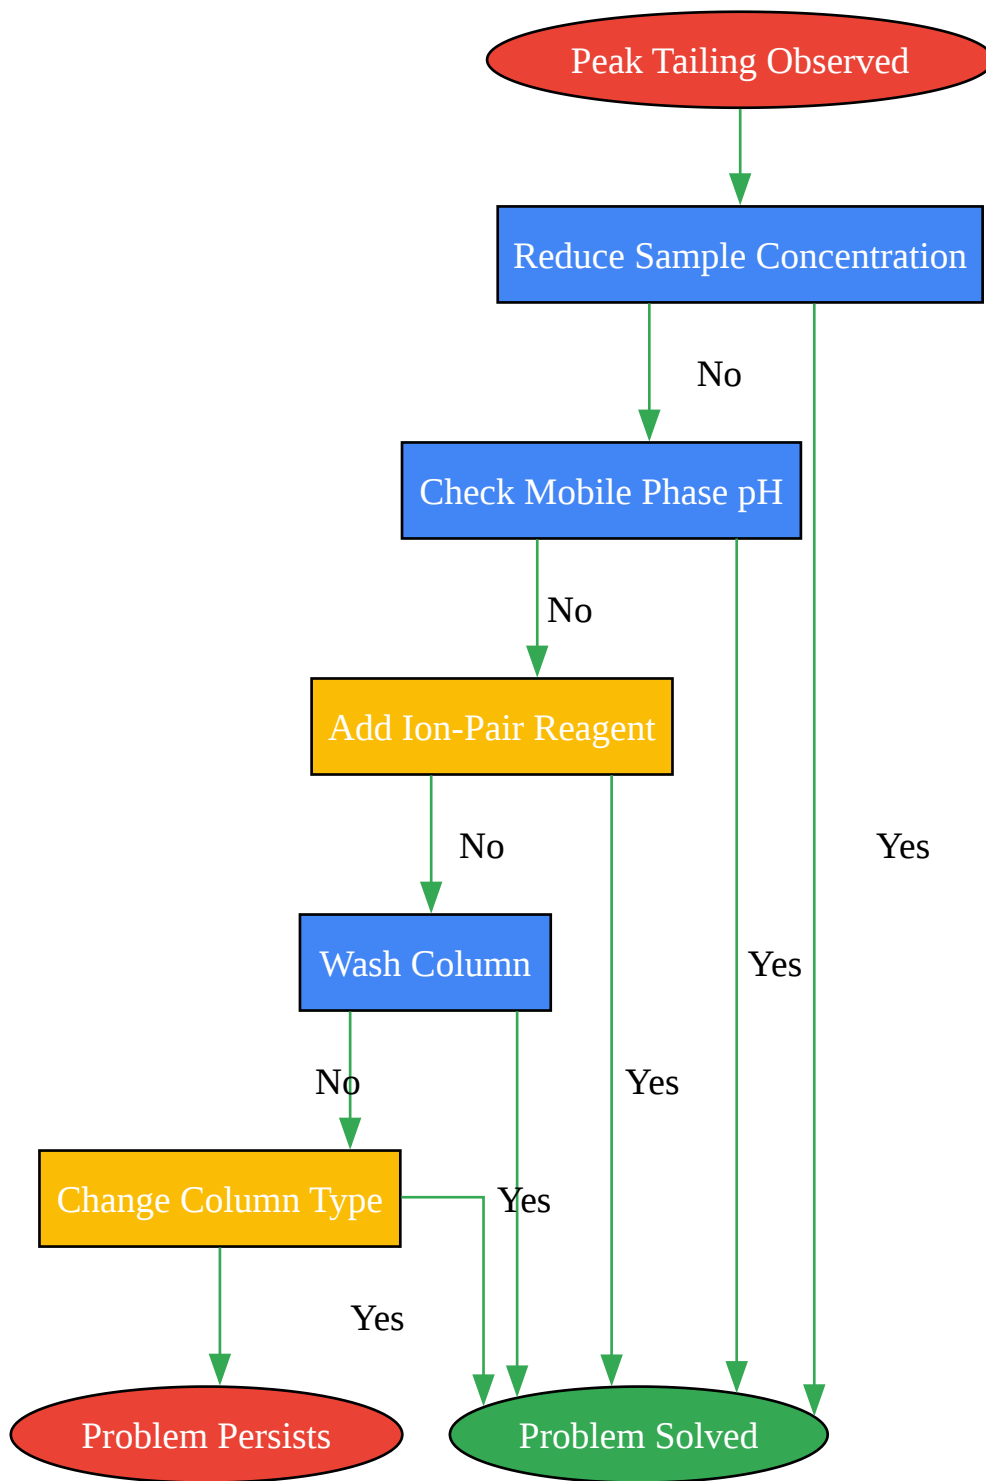 Peak Tailing Observed
Reduce Sample Concentration
No
Check Mobile Phase pH
No
Add Ion-Pair Reagent
No
Yes
Wash Column
Yes
No
Yes
Change Column Type
Yes
Yes
Problem Persists
Problem Solved